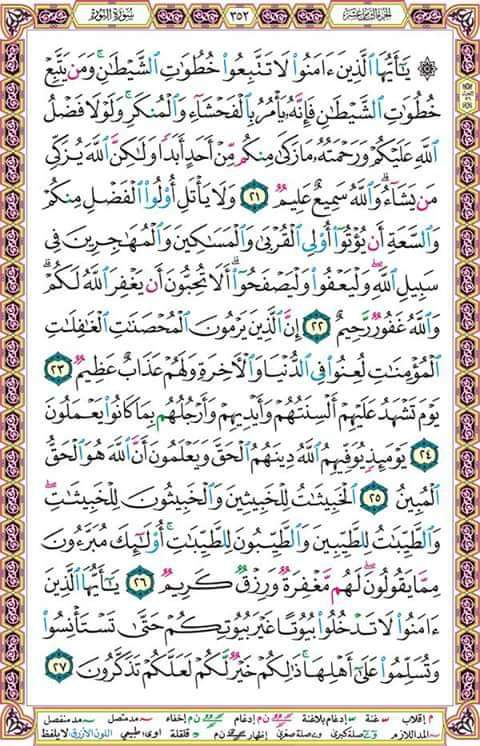 سورة النور ٣٥٢ الجزء الثامن عشر
۞ يَٰٓأَيُّهَا ٱلَّذِينَ ءَامَنُوا۟ لَا تَتَّبِعُوا۟ خُطُوَٰتِ ٱلشَّيْطَٰنِ ۚ وَمَن يَتَّبِعْ
خُطُوَٰتِ ٱلشَّيْطَٰنِ فَإِنَّهُۥ يَأْمُرُ بِٱلْفَحْشَآءِ وَٱلْمُنكَرِ ۚ وَلَوْلَا فَضْلُ
ٱللَّهِ عَلَيْكُمْ وَرَحْمَتُهُۥ مَا زَكَىٰ مِنكُم مِّنْ أَحَدٍ أَبَدًا وَلَٰكِنَّ ٱللَّهَ يُزَكِّى
مَن يَشَآءُ ۗ وَٱللَّهُ سَمِيعٌ عَلِيمٌ ٢١ وَلَا يَأْتَلِ أُو۟لُوا۟ ٱلْفَضْلِ مِنكُمْ
وَٱلسَّعَةِ أَن يُؤْتُوٓا۟ أُو۟لِى ٱلْقُرْبَىٰ وَٱلْمَسَٰكِينَ وَٱلْمُهَٰجِرِينَ فِى
سَبِيلِ ٱللَّهِ ۖ وَلْيَعْفُوا۟ وَلْيَصْفَحُوٓا۟ ۗ أَلَا تُحِبُّونَ أَن يَغْفِرَ ٱللَّهُ لَكُمْ ۗ
وَٱللَّهُ غَفُورٌ رَّحِيمٌ ٢٢ إِنَّ ٱلَّذِينَ يَرْمُونَ ٱلْمُحْصَنَٰتِ ٱلْغَٰفِلَٰتِ
ٱلْمُؤْمِنَٰتِ لُعِنُوا۟ فِى ٱلدُّنْيَا وَٱلْءَاخِرَةِ وَلَهُمْ عَذَابٌ عَظِيمٌ ٢٣
يَوْمَ تَشْهَدُ عَلَيْهِمْ أَلْسِنَتُهُمْ وَأَيْدِيهِمْ وَأَرْجُلُهُم بِمَا كَانُوا۟ يَعْمَلُونَ
٢٤ يَوْمَئِذٍ يُوَفِّيهِمُ ٱللَّهُ دِينَهُمُ ٱلْحَقَّ وَيَعْلَمُونَ أَنَّ ٱللَّهَ هُوَ ٱلْحَقُّ
ٱلْمُبِينُ ٢٥ ٱلْخَبِيثَٰتُ لِلْخَبِيثِينَ وَٱلْخَبِيثُونَ لِلْخَبِيثَٰتِ ۖ
وَٱلطَّيِّبَٰتُ لِلطَّيِّبِينَ وَٱلطَّيِّبُونَ لِلطَّيِّبَٰتِ ۚ أُو۟لَٰٓئِكَ مُبَرَّءُونَ
مِمَّا يَقُولُونَ ۖ لَهُم مَّغْفِرَةٌ وَرِزْقٌ كَرِيمٌ ٢٦ يَٰٓأَيُّهَا ٱلَّذِينَ
ءَامَنُوا۟ لَا تَدْخُلُوا۟ بُيُوتًا غَيْرَ بُيُوتِكُمْ حَتَّىٰ تَسْتَأْنِسُوا۟
وَتُسَلِّمُوا۟ عَلَىٰٓ أَهْلِهَا ۚ ذَٰلِكُمْ خَيْرٌ لَّكُمْ لَعَلَّكُمْ تَذَكَّرُونَ ٢٧
م إقلاب غنة إدغام بلاغنة ن م إدغام ن م إخفاء مد متصل مد منفصل
المد اللازم صلة كبرى صلة صغرى إظهار ن م قلقلة اوى: طبيعي اللون الأزرق لا يلفظ